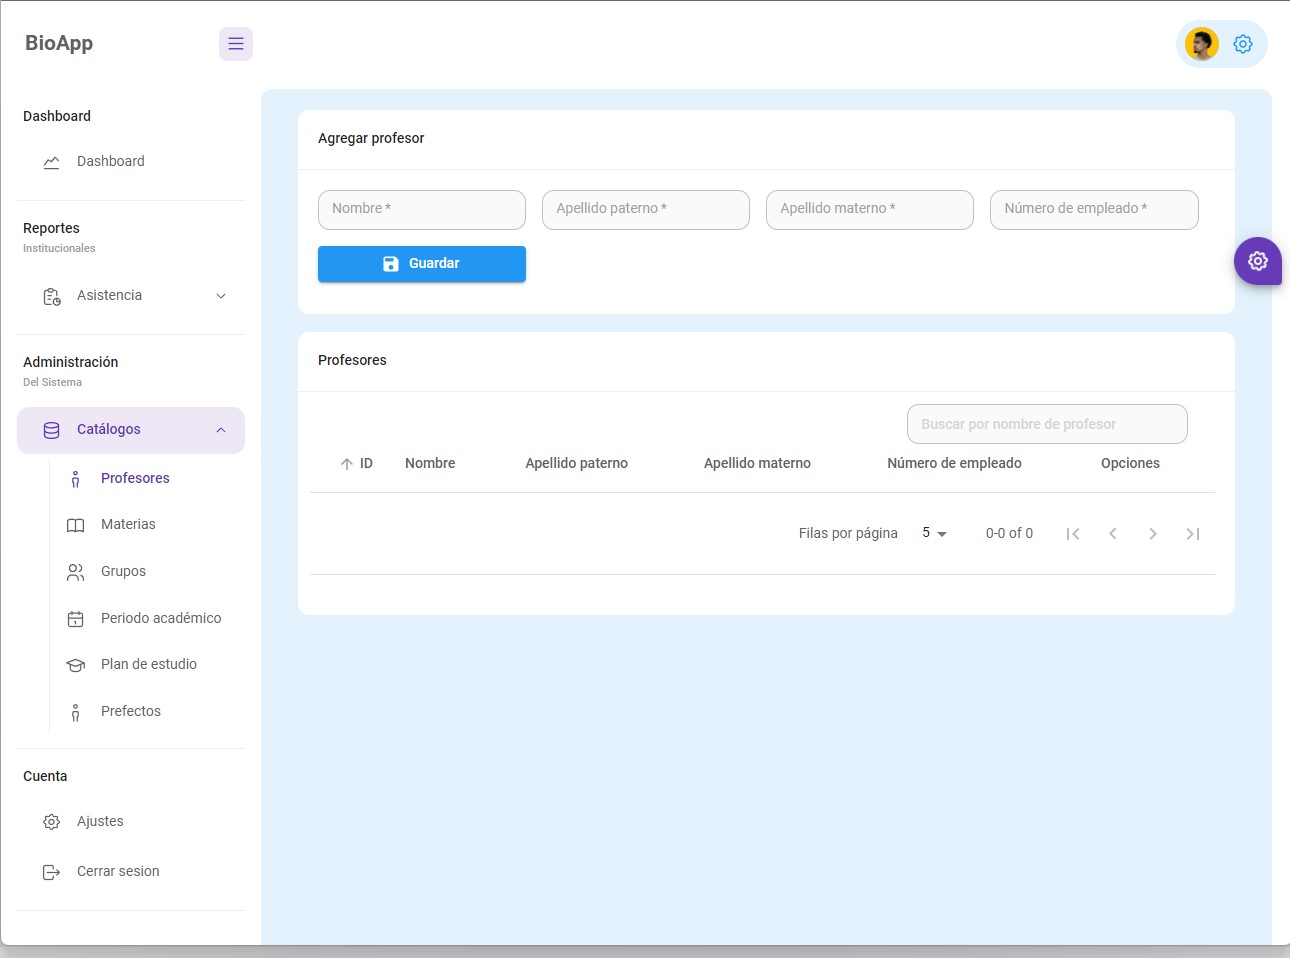 BioApp
Dashboard
Dashboard
Reportes
Institucionales
Asistencia
Administración
Del Sistema
Catálogos
Profesores
Materias
Grupos
Periodo académico
Plan de estudio
Prefectos
Cuenta
Ajustes
Cerrar sesion
Agregar profesor
Nombre * Apellido paterno * Apellido materno * Número de empleado *
Guardar
Profesores
Buscar por nombre de profesor
ID Nombre Apellido paterno Apellido materno Número de empleado Opciones
Filas por página 5 0-0 of 0